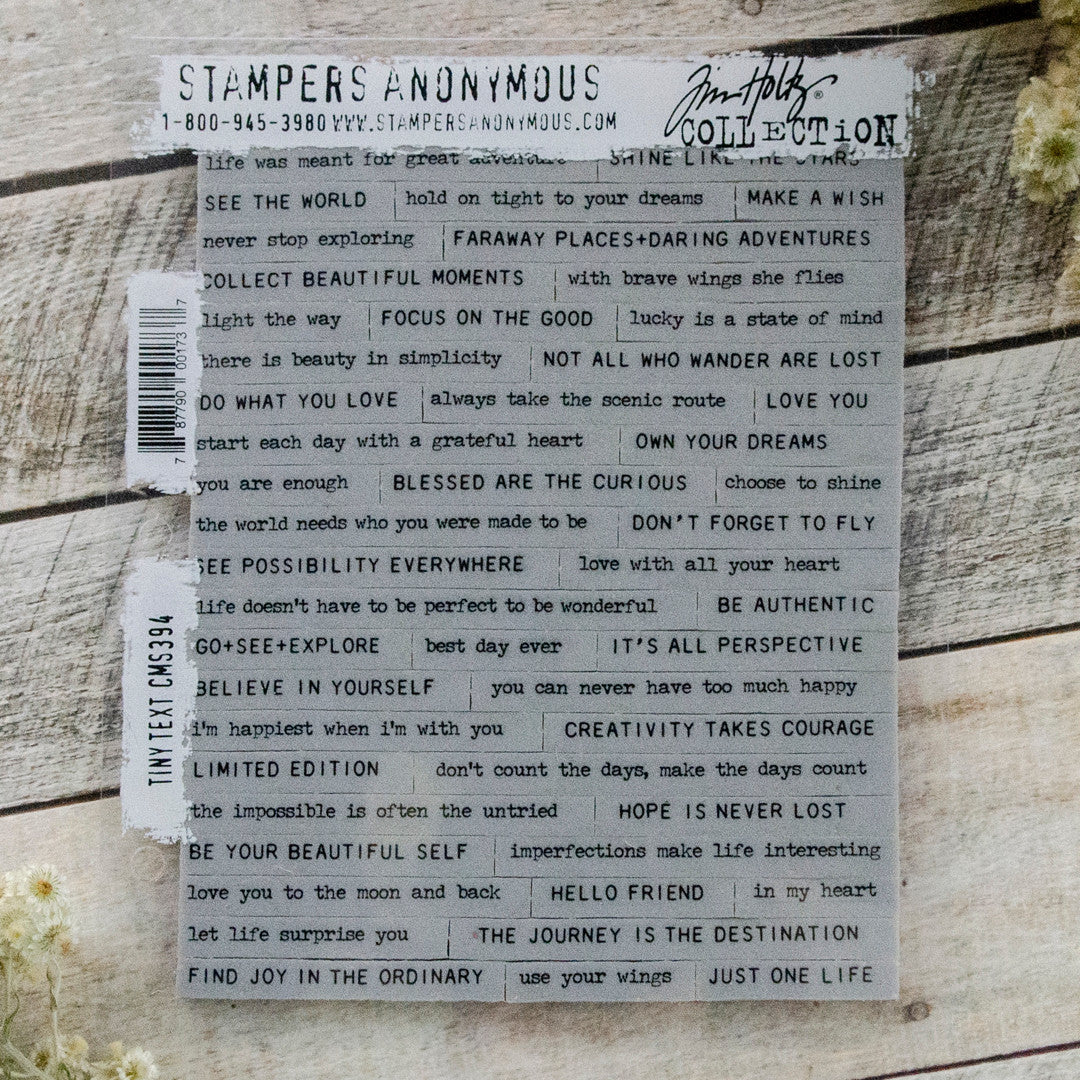 STAMPERS ANONYMOUS
1-800-945-3980 WWW.STAMPERSANONYMOUS.COM
Tim Holtz®
COLLECTION
life was meant for great adventure SHINE LIKE THE STARS
SEE THE WORLD hold on tight to your dreams MAKE A WISH
never stop exploring FARAWAY PLACES+DARING ADVENTURES
COLLECT BEAUTIFUL MOMENTS with brave wings she flies
light the way FOCUS ON THE GOOD lucky is a state of mind
there is beauty in simplicity NOT ALL WHO WANDER ARE LOST
DO WHAT YOU LOVE always take the scenic route LOVE YOU
start each day with a grateful heart OWN YOUR DREAMS
you are enough BLESSED ARE THE CURIOUS choose to shine
the world needs who you were made to be DON'T FORGET TO FLY
SEE POSSIBILITY EVERYWHERE love with all your heart
life doesn't have to be perfect to be wonderful BE AUTHENTIC
GO+SEE+EXPLORE best day ever IT'S ALL PERSPECTIVE
BELIEVE IN YOURSELF you can never have too much happy
i'm happiest when i'm with you CREATIVITY TAKES COURAGE
LIMITED EDITION don't count the days, make the days count
the impossible is often the untried HOPE IS NEVER LOST
BE YOUR BEAUTIFUL SELF imperfections make life interesting
love you to the moon and back HELLO FRIEND in my heart
let life surprise you THE JOURNEY IS THE DESTINATION
FIND JOY IN THE ORDINARY use your wings JUST ONE LIFE
7 87790 00173 7
TINY TEXT CMS394